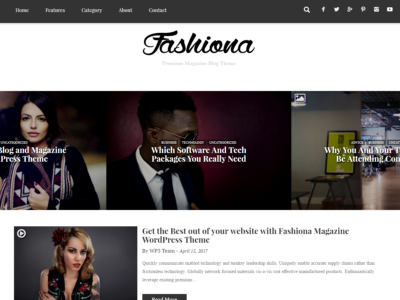 Home Features Category About Contact
Fashiona
Premium Magazine Blog Theme
UNCATEGORIZED
Blog and Magazine
Press Theme
BUSINESS TECHNOLOGY UNCATEGORIZED
Which Software And Tech
Packages You Really Need
ADVICE BUSINESS
Why You And Your
Be Attending Con
Get the Best out of your website with Fashiona Magazine
WordPress Theme
By WPS Team - April 12, 2017
Quickly communicate enabled technology and turnkey leadership skills. Uniquely enable accurate supply chains rather than
frictionless technology. Globally network focused materials vis-a-vis cost effective manufactured products. Enthusiastically
leverage existing premium...
Read More